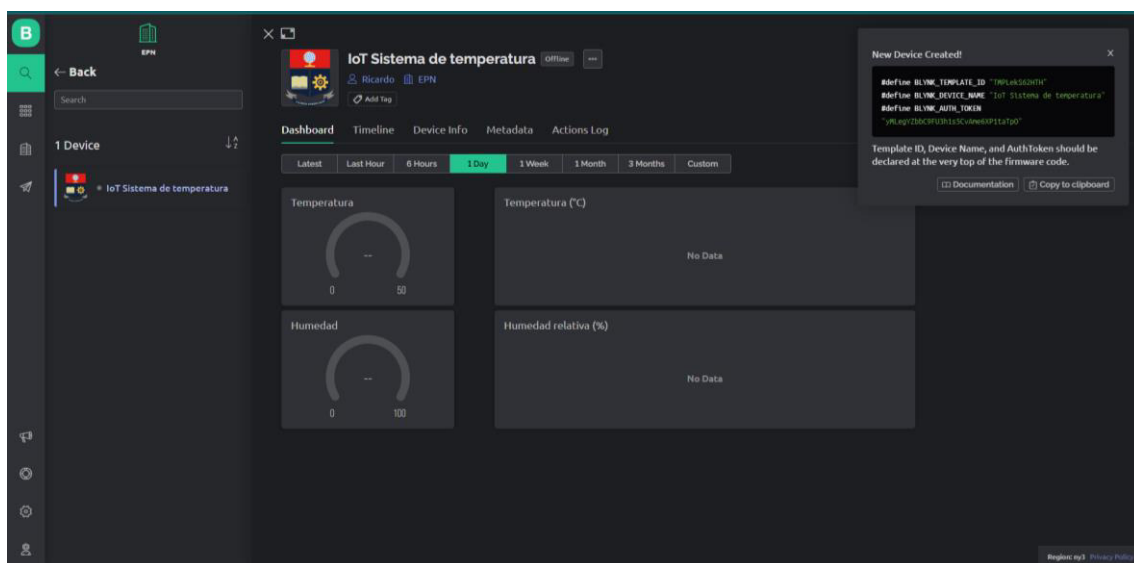 B
EPN
← Back
Search
1 Device
IoT Sistema de temperatura
IoT Sistema de temperatura Offline ...
Ricardo EPN
Add Tag
Dashboard Timeline Device Info Metadata Actions Log
Latest Last Hour 6 Hours 1 Day 1 Week 1 Month 3 Months Custom
Temperatura
--
0 50
Temperatura (°C)
No Data
Humedad
--
0 100
Humedad relativa (%)
No Data
New Device Created!
#define BLYNK_TEMPLATE_ID
#define BLYNK_DEVICE_NAME "IoT Sistema de temperatura"
#define BLYNK_AUTH_TOKEN
Template ID, Device Name, and AuthToken should be
declared at the very top of the firmware code.
Documentation Copy to clipboard
Region: ny3 Privacy Policy